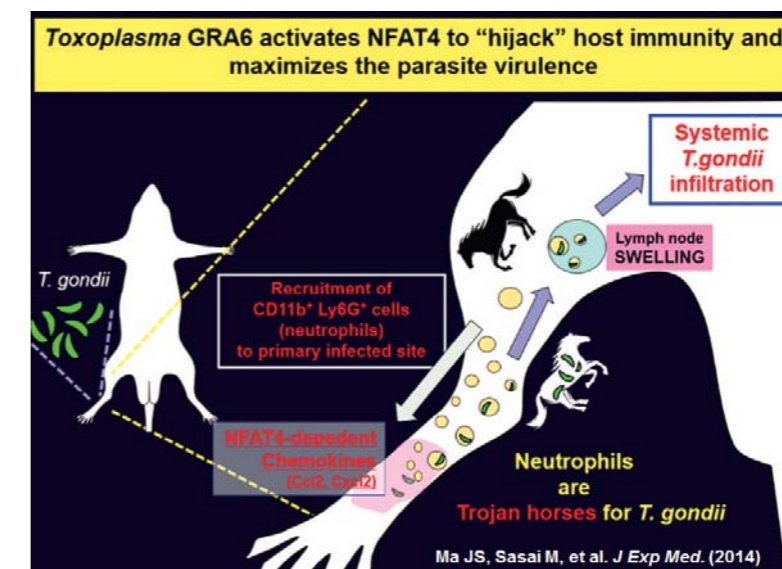 Toxoplasma GRA6 activates NFAT4 to “hijack” host immunity and
maximizes the parasite virulence
Systemic
T.gondii
infiltration
Lymph node
SWELLING
T. gondii
Recruitment of
CD11b⁺ Ly6G⁺ cells
(neutrophils)
to primary infected site
NFAT4-depedent
Chemokines
(Ccl2, Cxcl2)
Neutrophils
are
Trojan horses for T. gondii
Ma JS, Sasai M, et al. J Exp Med. (2014)